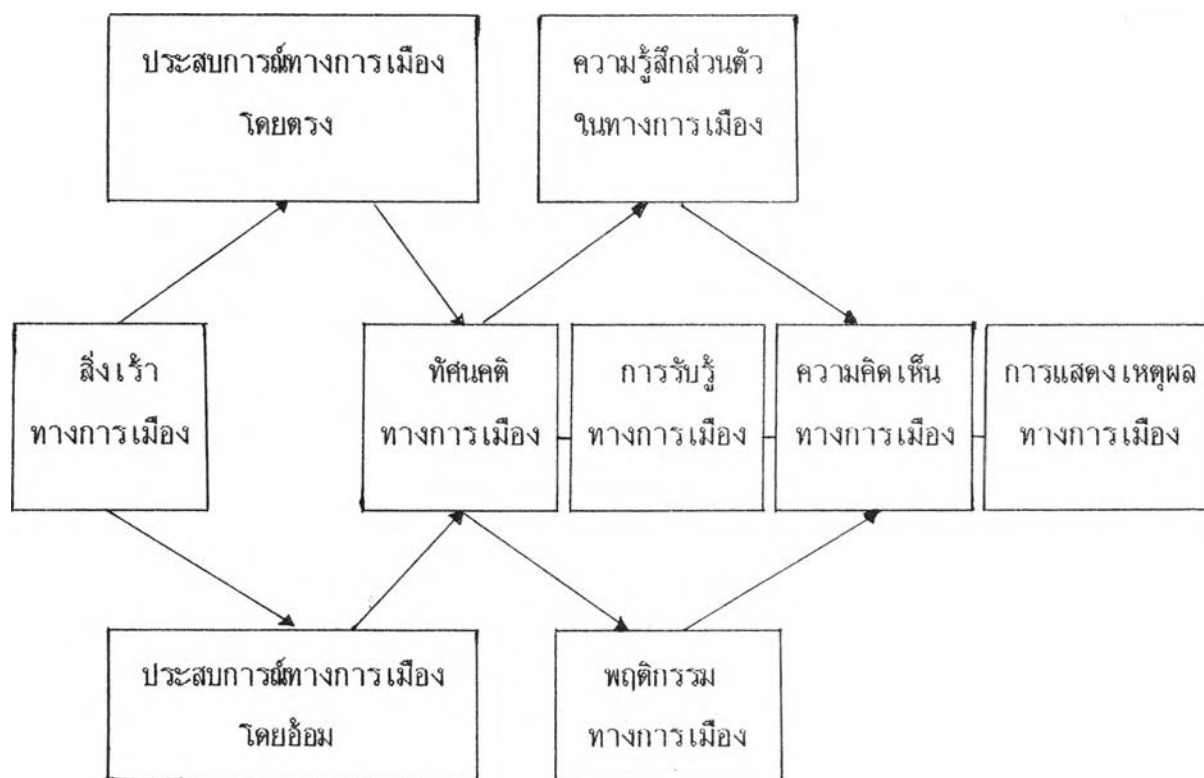 ประสบการณ์ทางการเมือง
โดยตรง
ความรู้สึกส่วนตัว
ในทางการเมือง
สิ่งเร้า
ทางการเมือง
ทัศนคติ
ทางการเมือง
การรับรู้
ทางการเมือง
ความคิดเห็น
ทางการเมือง
การแสดงเหตุผล
ทางการเมือง
ประสบการณ์ทางการเมือง
โดยอ้อม
พฤติกรรม
ทางการเมือง